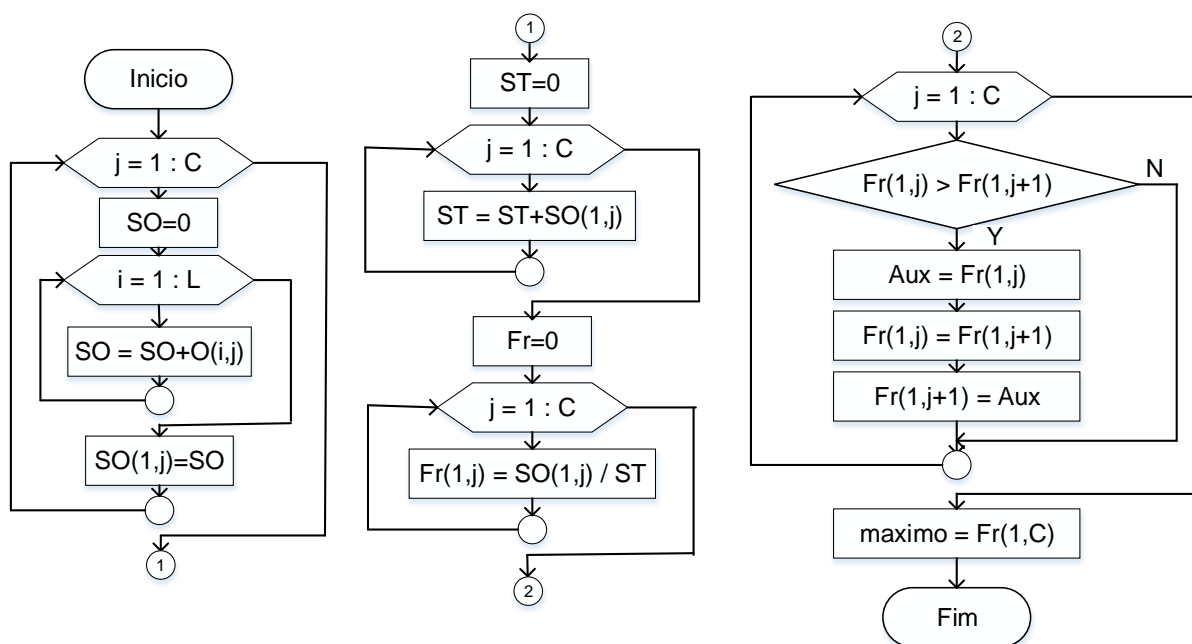 Inicio
j = 1 : C
SO=0
i = 1 : L
SO = SO+O(i,j)
SO(1,j)=SO
1
1
ST=0
j = 1 : C
ST = ST+SO(1,j)
Fr=0
j = 1 : C
Fr(1,j) = SO(1,j) / ST
2
2
j = 1 : C
Fr(1,j) > Fr(1,j+1)
N
Y
Aux = Fr(1,j)
Fr(1,j) = Fr(1,j+1)
Fr(1,j+1) = Aux
maximo = Fr(1,C)
Fim